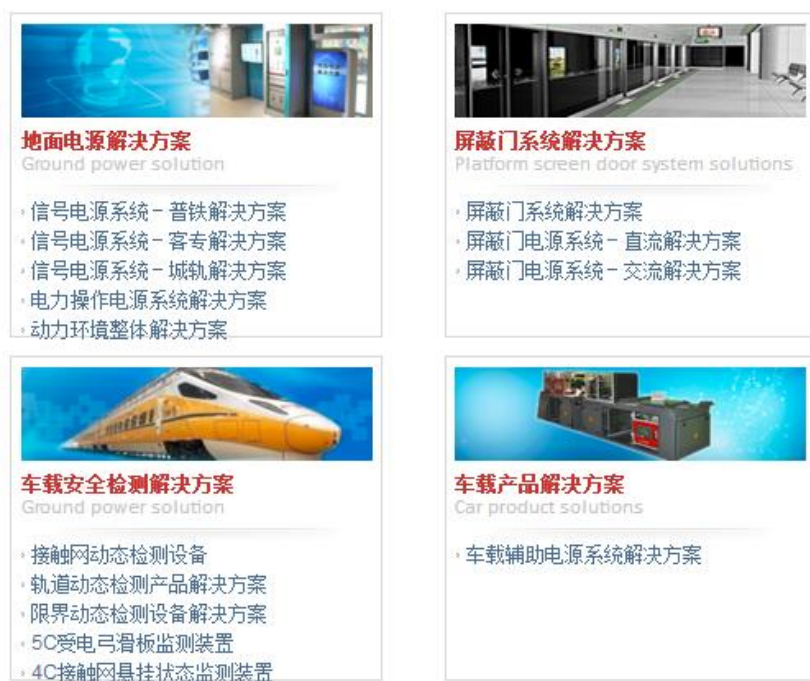 地面电源解决方案
Ground power solution
信号电源系统－普铁解决方案
信号电源系统－客专解决方案
信号电源系统－城轨解决方案
电力操作电源系统解决方案
动力环境整体解决方案
屏蔽门系统解决方案
Platform screen door system solutions
屏蔽门系统解决方案
屏蔽门电源系统－直流解决方案
屏蔽门电源系统－交流解决方案
车载安全检测解决方案
Ground power solution
接触网动态检测设备
轨道动态检测产品解决方案
限界动态检测设备解决方案
5C受电弓滑板监测装置
4C接触网悬挂状态监测装置
车载产品解决方案
Car product solutions
车载辅助电源系统解决方案